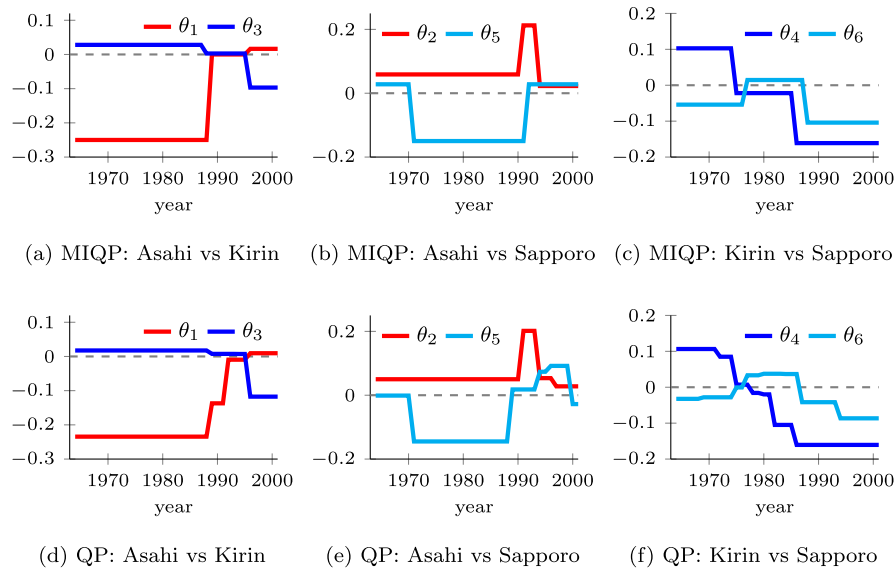 0.1
0
−0.1
−0.2
−0.3
θ1 θ3
1970 1980 1990 2000
year
(a) MIQP: Asahi vs Kirin
0.2
0
−0.2
θ2 θ5
1970 1980 1990 2000
year
(b) MIQP: Asahi vs Sapporo
0.2
0.1
0
−0.1
−0.2
θ4 θ6
1970 1980 1990 2000
year
(c) MIQP: Kirin vs Sapporo
0.1
0
−0.1
−0.2
−0.3
θ1 θ3
1970 1980 1990 2000
year
(d) QP: Asahi vs Kirin
0.2
0
−0.2
θ2 θ5
1970 1980 1990 2000
year
(e) QP: Asahi vs Sapporo
0.2
0.1
0
−0.1
−0.2
θ4 θ6
1970 1980 1990 2000
year
(f) QP: Kirin vs Sapporo